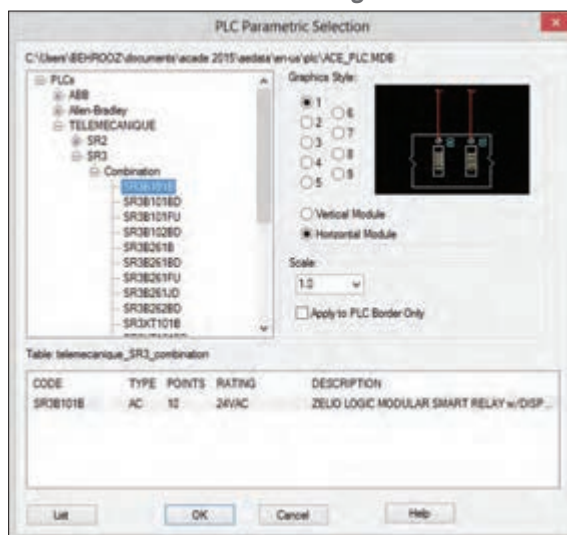 PLC Parametric Selection
C:\Users\BEHROOZ\documents\acade 2015\aedata\en-us\plc\ACE_PLC.MDB
PLCs
ABB
Allen-Bradley
TELEMECANIQUE
SR2
SR3
Combination
SR3B101B
SR3B101BD
SR3B101FU
SR3B102BD
SR3B261B
SR3B261BD
SR3B261FU
SR3B261JD
SR3B262BD
SR3XT101B
Graphics Style:
1
2
3
4
5
6
7
8
9
Vertical Module
Horizontal Module
Scale:
1.0
Apply to PLC Border Only
Table: telemecanique_SR3_combination
CODE TYPE POINTS RATING DESCRIPTION
SR3B101B AC 10 24VAC ZELIO LOGIC MODULAR SMART RELAY w/DISP ...
List OK Cancel Help